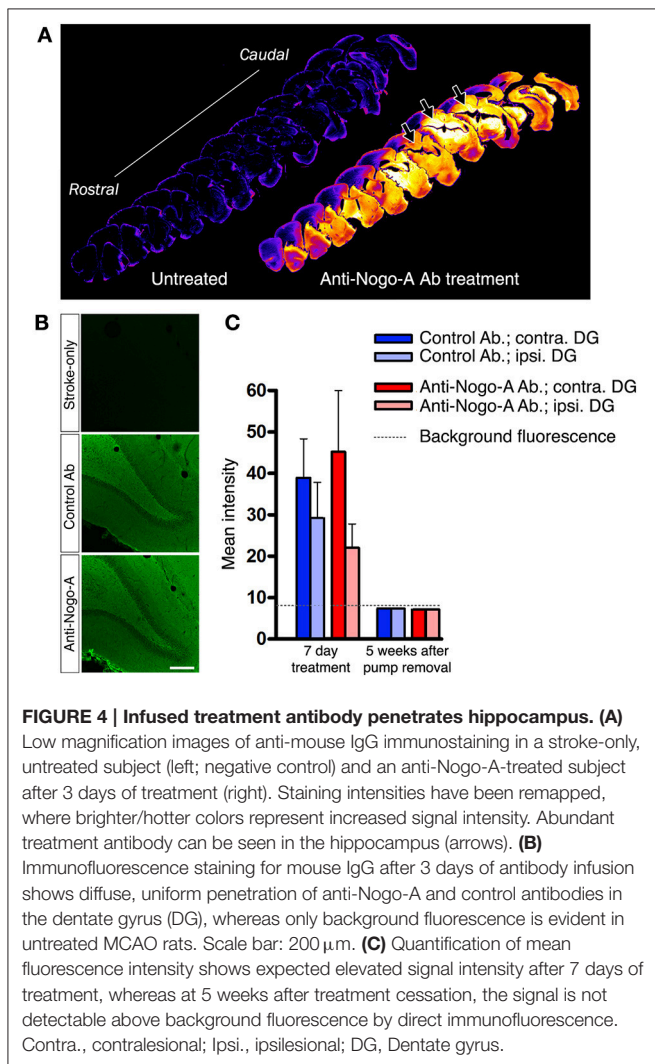 A
Caudal
Rostral
Untreated
Anti-Nogo-A Ab treatment
B
Stroke-only
Control Ab
Anti-Nogo-A
C
Control Ab.; contra. DG
Control Ab.; ipsi. DG
Anti-Nogo-A Ab.; contra. DG
Anti-Nogo-A Ab.; ipsi. DG
Background fluorescence
Mean intensity
60
50
40
30
20
10
0
7 day
treatment
5 weeks after
pump removal
FIGURE 4 | Infused treatment antibody penetrates hippocampus. (A)
Low magnification images of anti-mouse IgG immunostaining in a stroke-only,
untreated subject (left; negative control) and an anti-Nogo-A-treated subject
after 3 days of treatment (right). Staining intensities have been remapped,
where brighter/hotter colors represent increased signal intensity. Abundant
treatment antibody can be seen in the hippocampus (arrows). (B)
Immunofluorescence staining for mouse IgG after 3 days of antibody infusion
shows diffuse, uniform penetration of anti-Nogo-A and control antibodies in
the dentate gyrus (DG), whereas only background fluorescence is evident in
untreated MCAO rats. Scale bar: 200 μm. (C) Quantification of mean
fluorescence intensity shows expected elevated signal intensity after 7 days of
treatment, whereas at 5 weeks after treatment cessation, the signal is not
detectable above background fluorescence by direct immunofluorescence.
Contra., contralesional; Ipsi., ipsilesional; DG, Dentate gyrus.